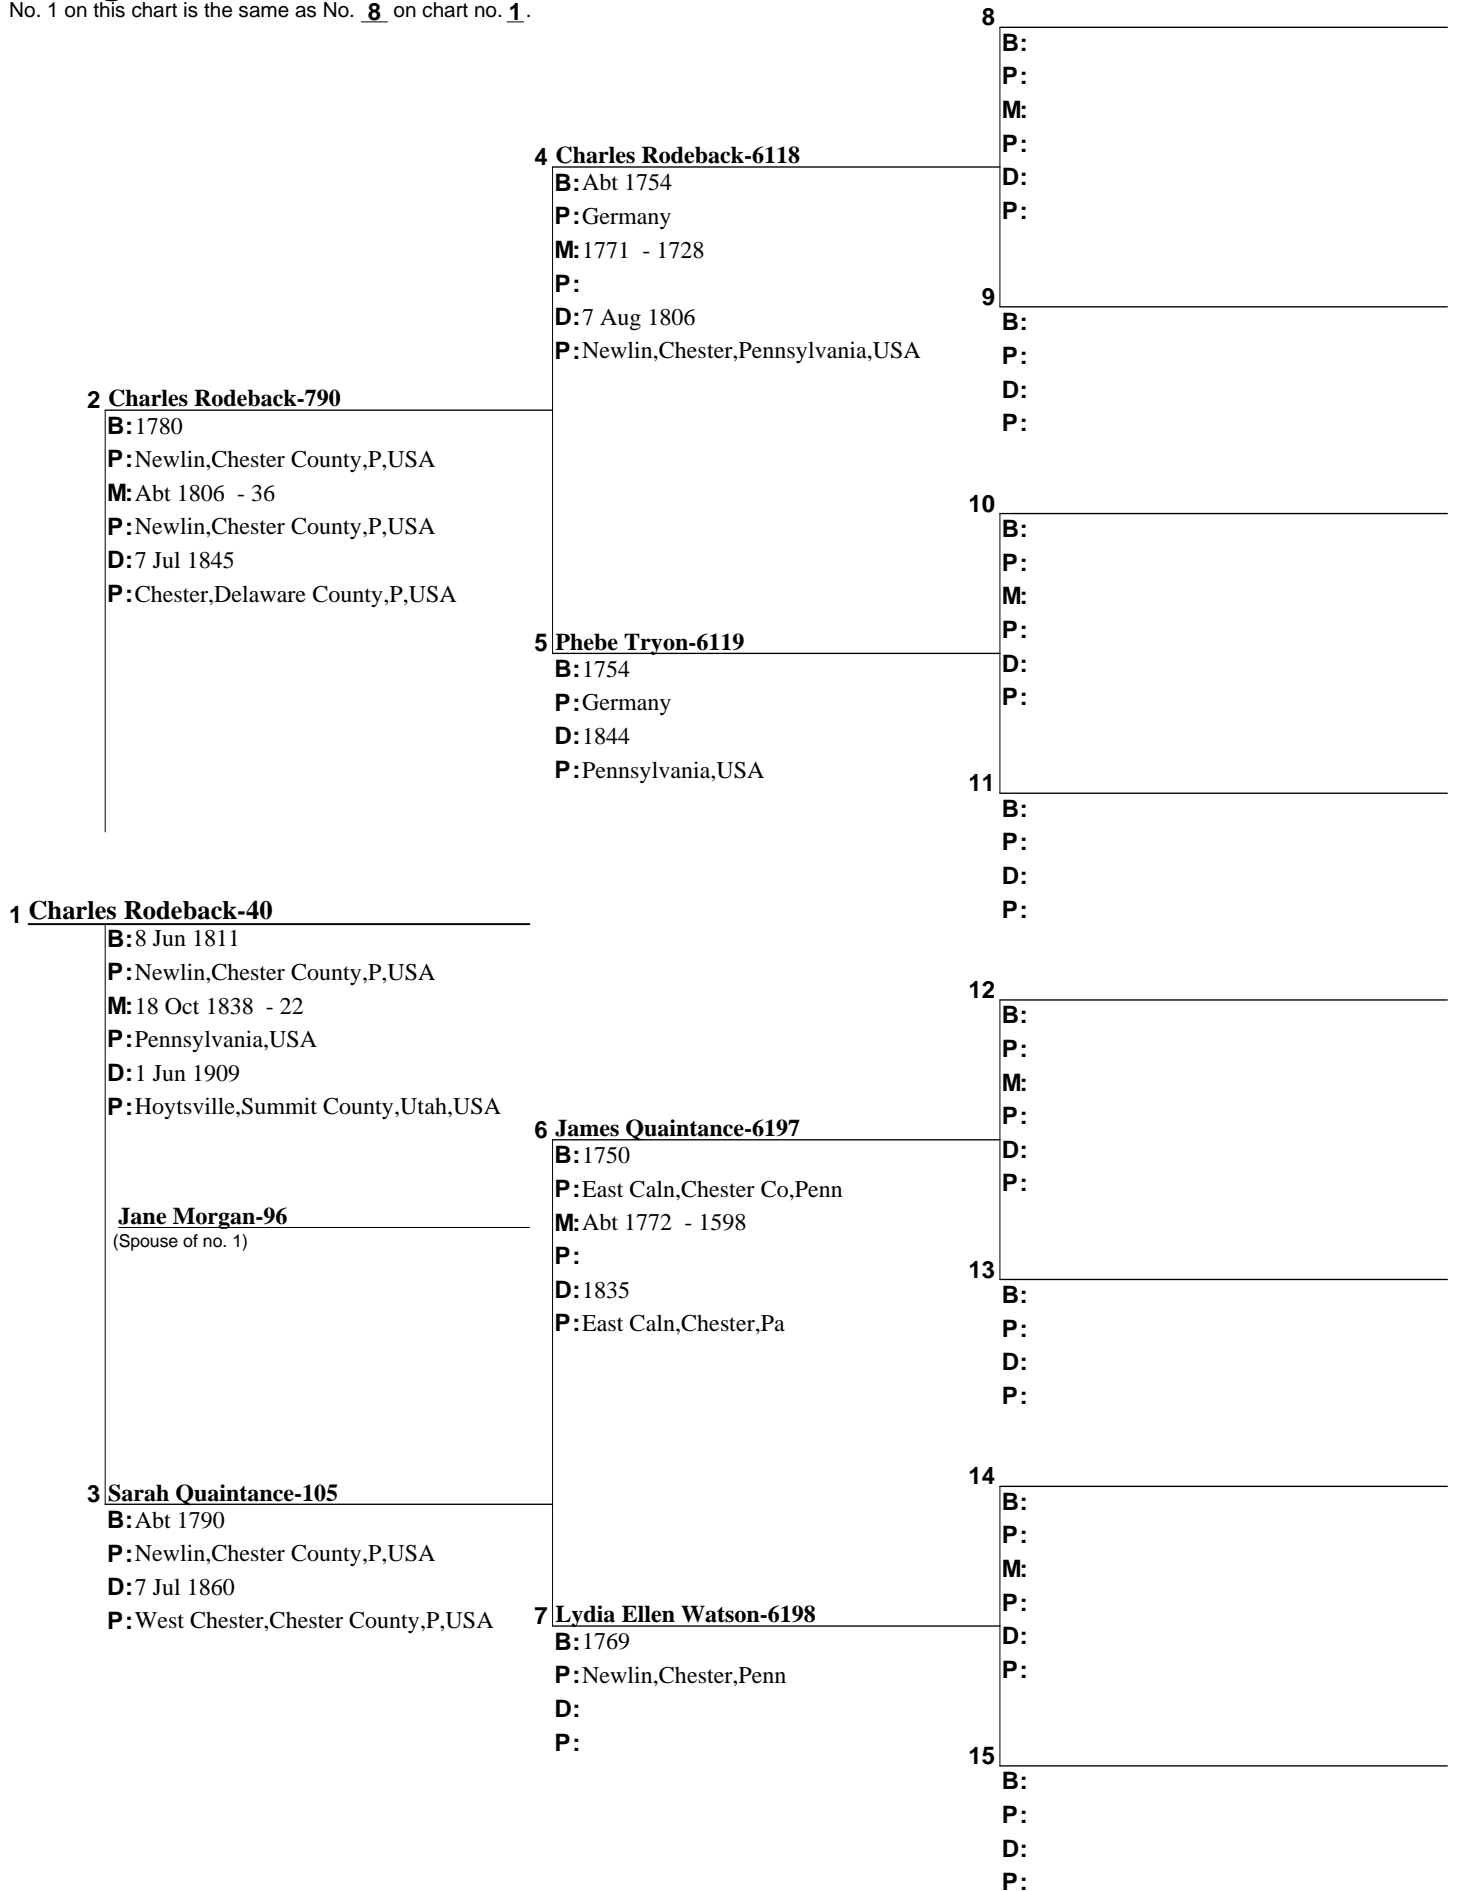 No. 1 on this chart is the same as No. 8 on chart no. 1.
8
B:
P:
M:
P:
D:
P:
4 Charles Rodeback-6118
B: Abt 1754
P: Germany
M: 1771 - 1728
P:
D: 7 Aug 1806
P: Newlin,Chester,Pennsylvania,USA
9
B:
P:
D:
P:
2 Charles Rodeback-790
B: 1780
P: Newlin,Chester County,P,USA
M: Abt 1806 - 36
P: Newlin,Chester County,P,USA
D: 7 Jul 1845
P: Chester,Delaware County,P,USA
10
B:
P:
M:
P:
D:
P:
5 Phebe Tryon-6119
B: 1754
P: Germany
D: 1844
P: Pennsylvania,USA
11
B:
P:
D:
P:
1 Charles Rodeback-40
B: 8 Jun 1811
P: Newlin,Chester County,P,USA
M: 18 Oct 1838 - 22
P: Pennsylvania,USA
D: 1 Jun 1909
P: Hoytsville,Summit County,Utah,USA
Jane Morgan-96
(Spouse of no. 1)
12
B:
P:
M:
P:
D:
P:
6 James Quaintance-6197
B: 1750
P: East Caln,Chester Co,Penn
M: Abt 1772 - 1598
P:
D: 1835
P: East Caln,Chester,Pa
13
B:
P:
D:
P:
3 Sarah Quaintance-105
B: Abt 1790
P: Newlin,Chester County,P,USA
D: 7 Jul 1860
P: West Chester,Chester County,P,USA
14
B:
P:
M:
P:
D:
P:
7 Lydia Ellen Watson-6198
B: 1769
P: Newlin,Chester,Penn
D:
P:
15
B:
P:
D:
P: